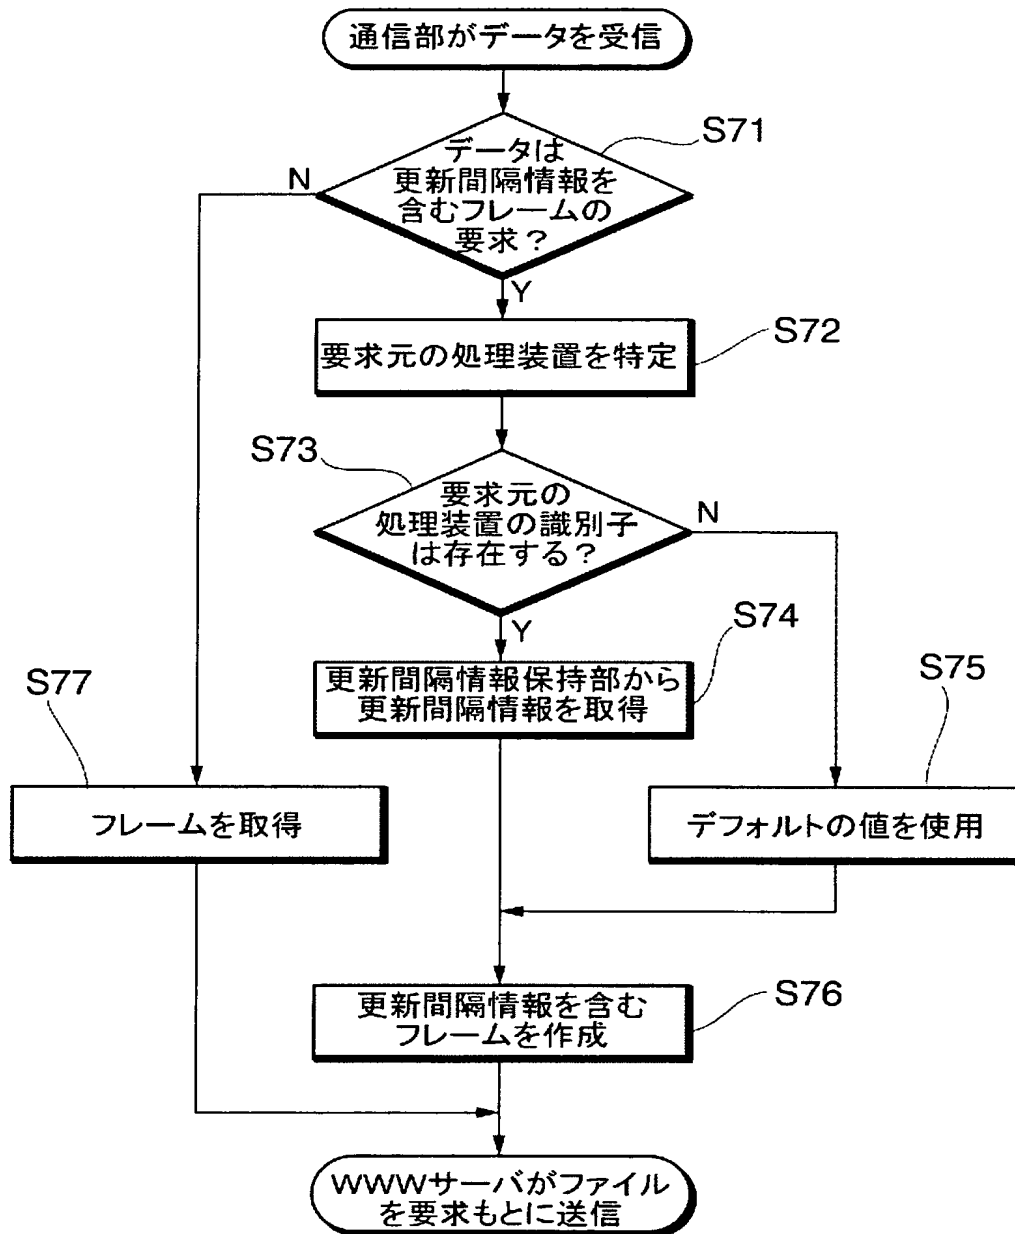 通信部がデータを受信
S71
データは
更新間隔情報を
含むフレームの
要求？
N
Y
S72
要求元の処理装置を特定
S73
要求元の
処理装置の識別子
は存在する？
N
Y
S74
更新間隔情報保持部から
更新間隔情報を取得
S77
フレームを取得
S75
デフォルトの値を使用
S76
更新間隔情報を含む
フレームを作成
WWWサーバがファイル
を要求もとに送信